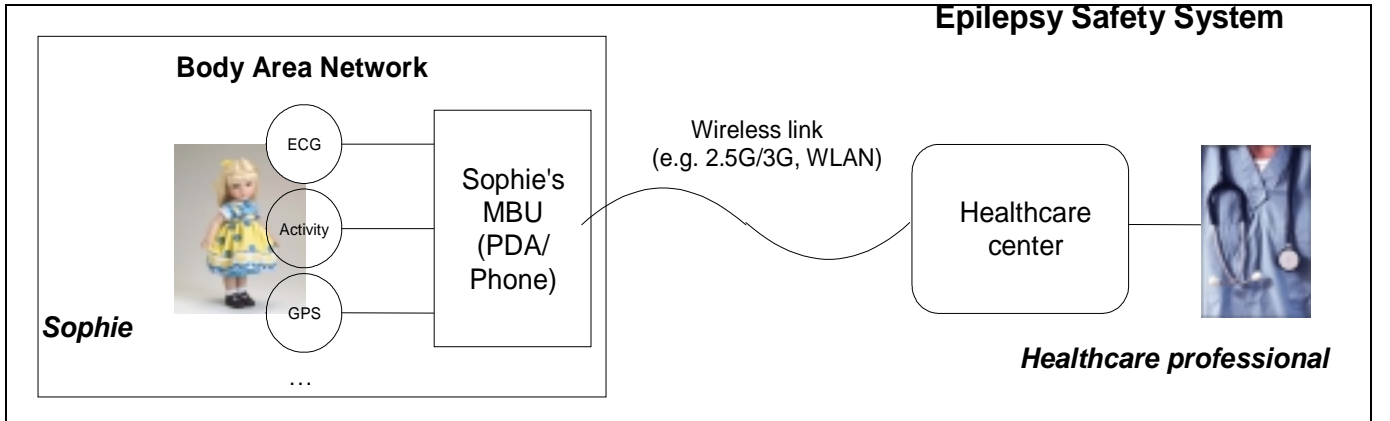 Epilepsy Safety System
Body Area Network
ECG
Activity
GPS
…
Sophie
Sophie's
MBU
(PDA/
Phone)
Wireless link
(e.g. 2.5G/3G, WLAN)
Healthcare
center
Healthcare professional